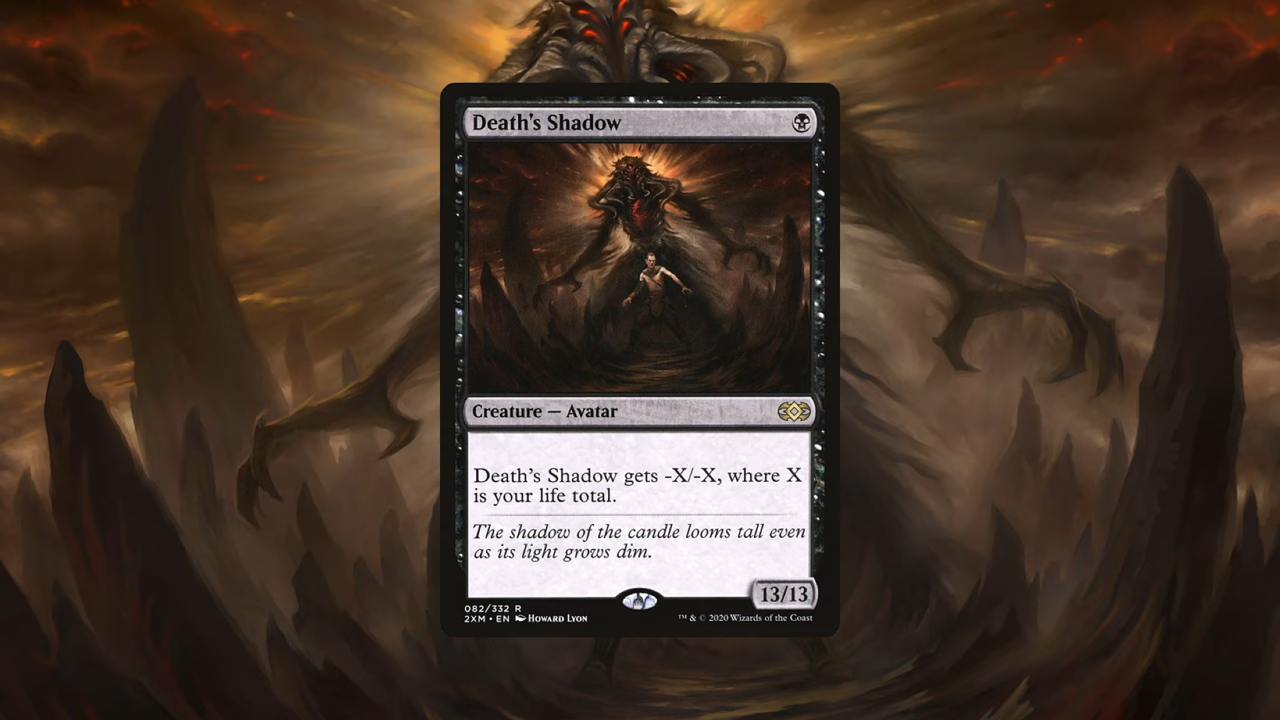 Death's Shadow
Creature — Avatar
Death's Shadow gets -X/-X, where X
is your life total.
The shadow of the candle looms tall even
as its light grows dim.
13/13
082/332 R
2XM • EN Howard Lyon
™ & © 2020 Wizards of the Coast